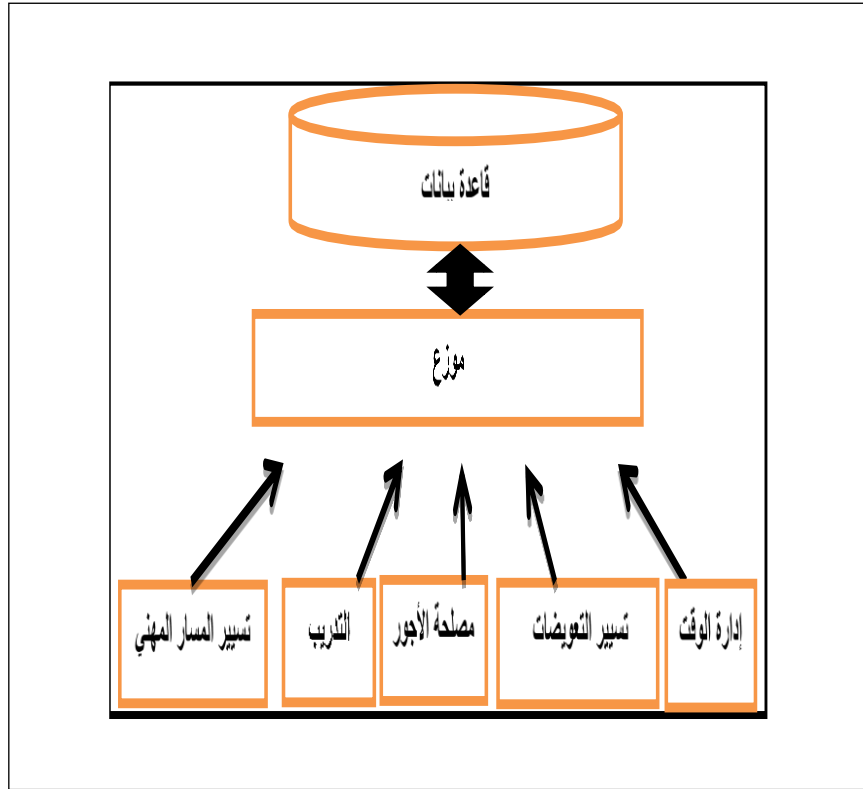 قاعدة بيانات
موزع
إدارة الوقت
تسيير التعويضات
مصلحة الأجور
التدريب
تسيير المسار المهني